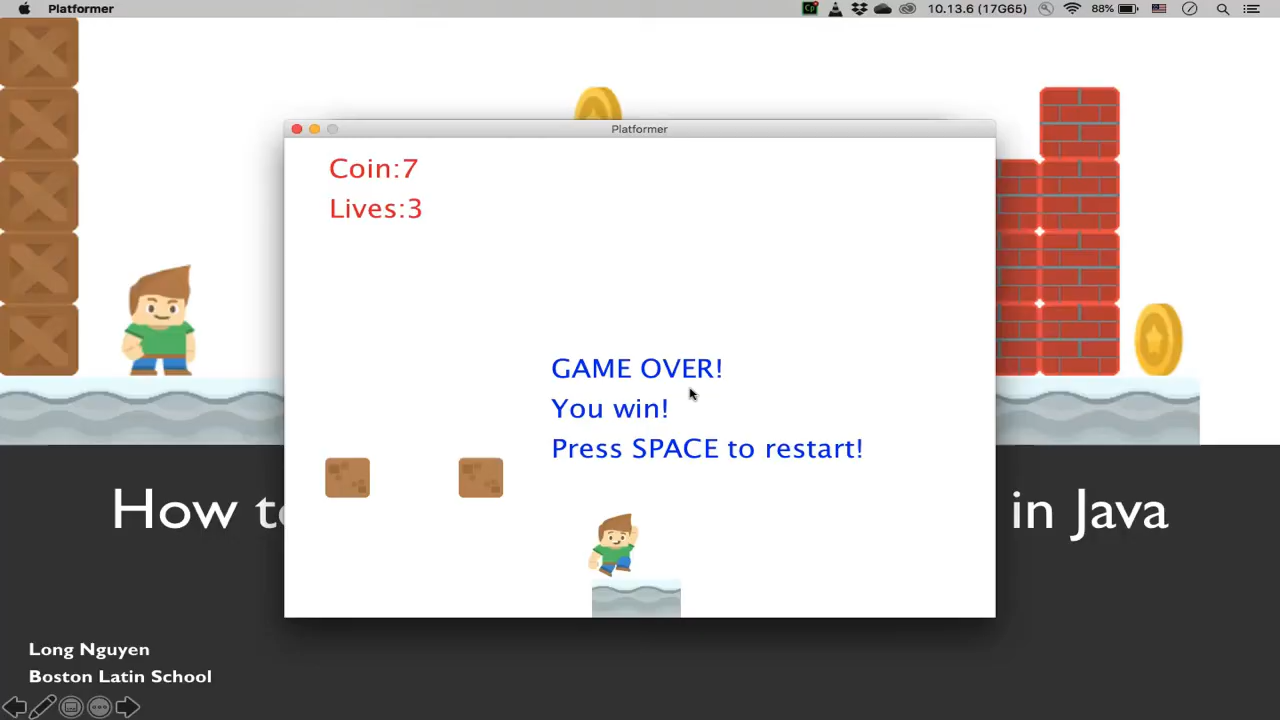 Platformer
10.13.6 (17G65)
88%
Platformer
Coin:7
Lives:3
GAME OVER!
You win!
Press SPACE to restart!
How to
in Java
Long Nguyen
Boston Latin School